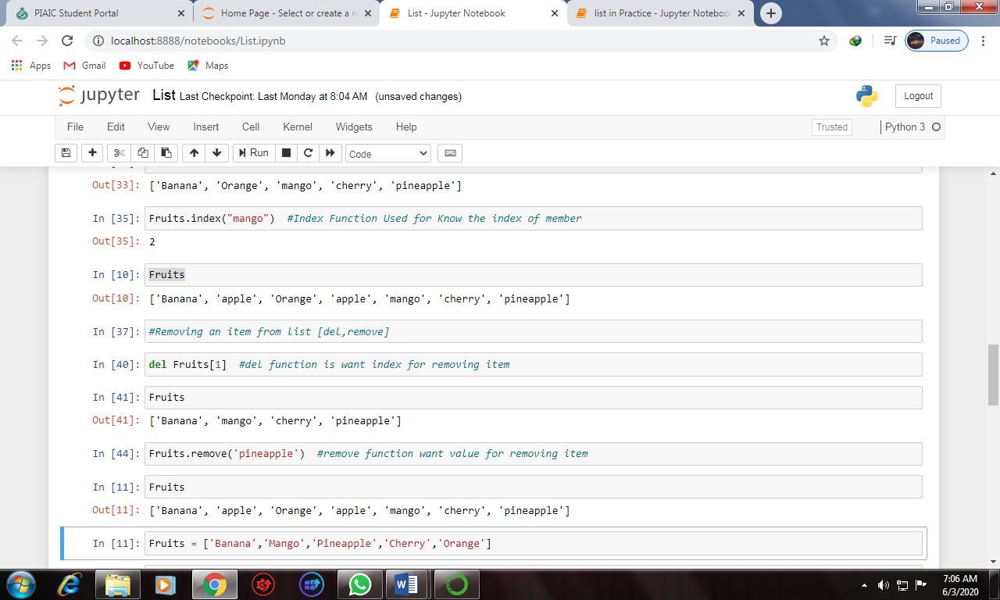 PIAIC Student Portal
Home Page - Select or create a n
List - Jupyter Notebook
list in Practice - Jupyter Noteboo
localhost:8888/notebooks/List.ipynb
Paused
Apps Gmail YouTube Maps
jupyter List Last Checkpoint: Last Monday at 8:04 AM (unsaved changes)
Logout
File Edit View Insert Cell Kernel Widgets Help
Trusted
Python 3
Run
Code
Out[33]: ['Banana', 'Orange', 'mango', 'cherry', 'pineapple']
In [35]: Fruits.index("mango") #Index Function Used for Know the index of member
Out[35]: 2
In [10]: Fruits
Out[10]: ['Banana', 'apple', 'Orange', 'apple', 'mango', 'cherry', 'pineapple']
In [37]: #Removing an item from list [del,remove]
In [40]: del Fruits[1] #del function is want index for removing item
In [41]: Fruits
Out[41]: ['Banana', 'mango', 'cherry', 'pineapple']
In [44]: Fruits.remove('pineapple') #remove function want value for removing item
In [11]: Fruits
Out[11]: ['Banana', 'apple', 'Orange', 'apple', 'mango', 'cherry', 'pineapple']
In [11]: Fruits = ['Banana','Mango','Pineapple','Cherry','Orange']
7:06 AM
6/3/2020